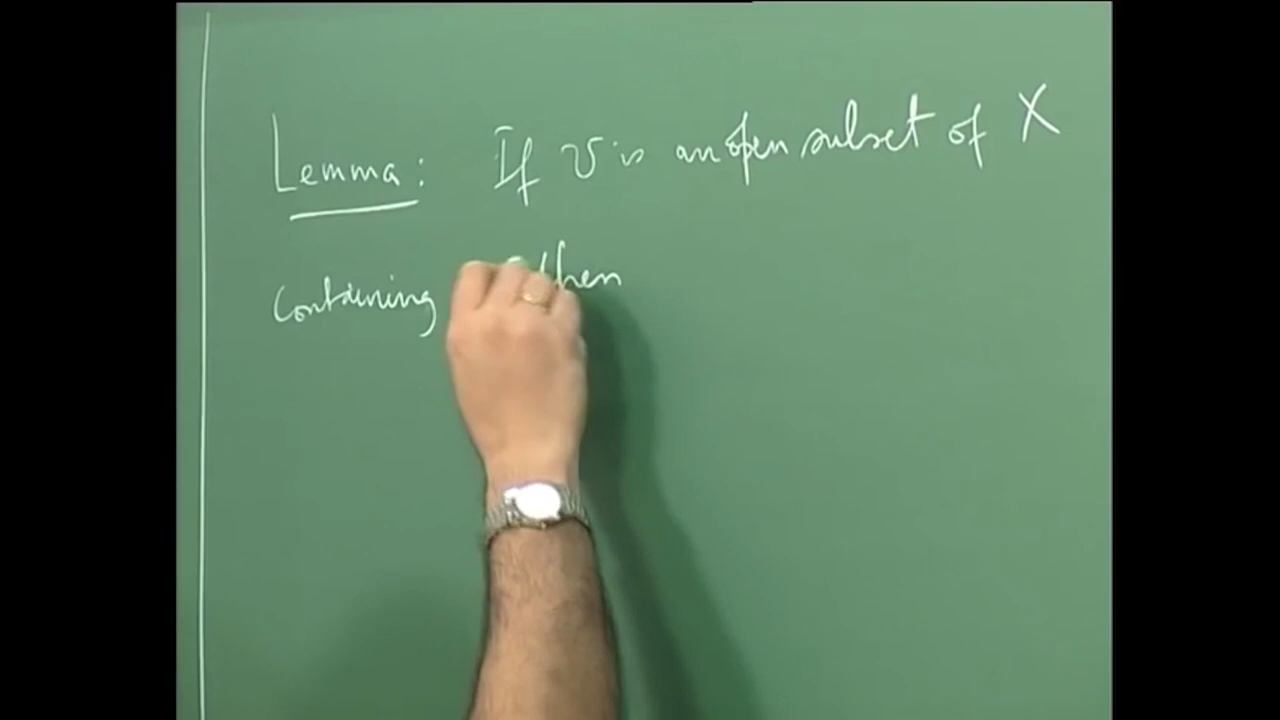 Lemma: If U is an open subset of X
containing then